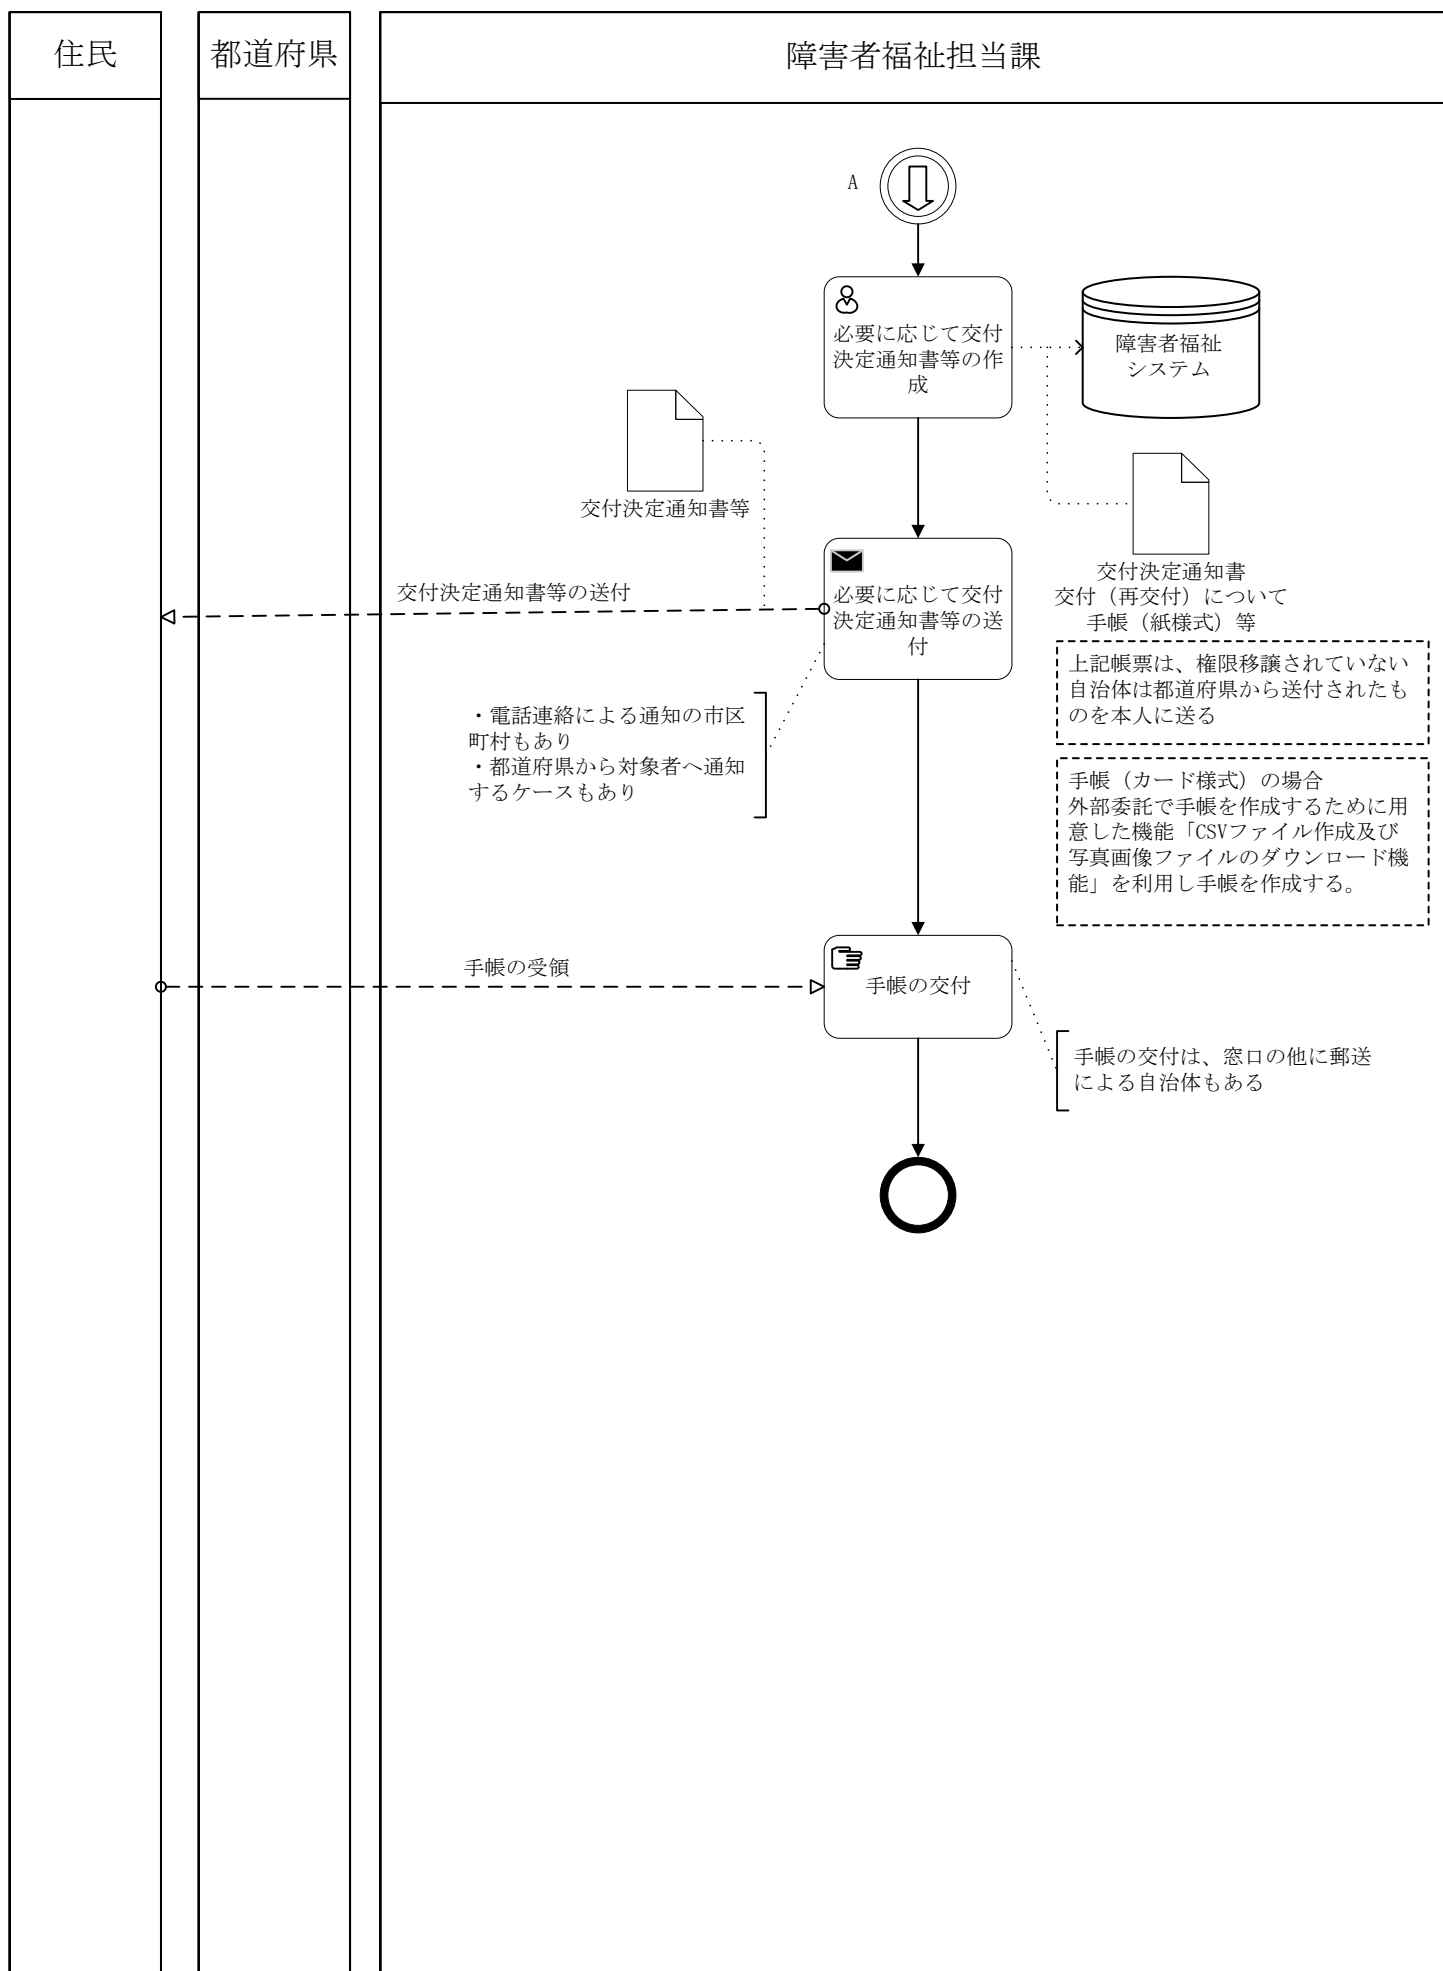 住民
都道府県
障害者福祉担当課
A
必要に応じて交付
決定通知書等の作
成
障害者福祉
システム
交付決定通知書等
交付決定通知書
交付（再交付）について
手帳（紙様式）等
交付決定通知書等の送付
必要に応じて交付
決定通知書等の送
付
上記帳票は、権限移譲されていない
自治体は都道府県から送付されたも
のを本人に送る
・電話連絡による通知の市区
町村もあり
・都道府県から対象者へ通知
するケースもあり
手帳（カード様式）の場合
外部委託で手帳を作成するために用
意した機能「CSVファイル作成及び
写真画像ファイルのダウンロード機
能」を利用し手帳を作成する。
手帳の受領
手帳の交付
手帳の交付は、窓口の他に郵送
による自治体もある